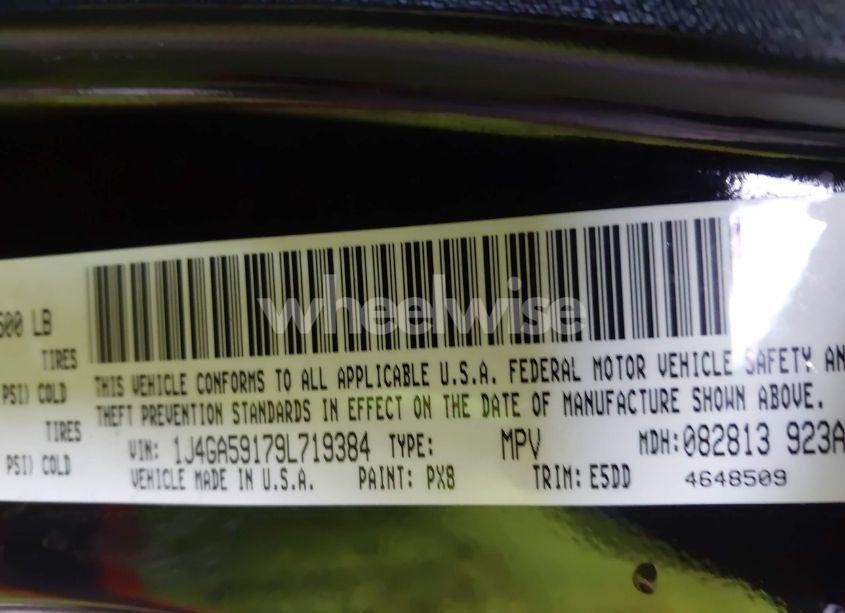 600 LB
TIRES
PSI) COLD
TIRES
PSI) COLD
wheelwise
THIS VEHICLE CONFORMS TO ALL APPLICABLE U.S.A. FEDERAL MOTOR VEHICLE SAFETY AN
THEFT PREVENTION STANDARDS IN EFFECT ON THE DATE OF MANUFACTURE SHOWN ABOVE.
VIN: 1J4GA59179L719384 TYPE: MPV MDH:082813 923A
VEHICLE MADE IN U.S.A. PAINT: PX8 TRIM: E5DD 4648509